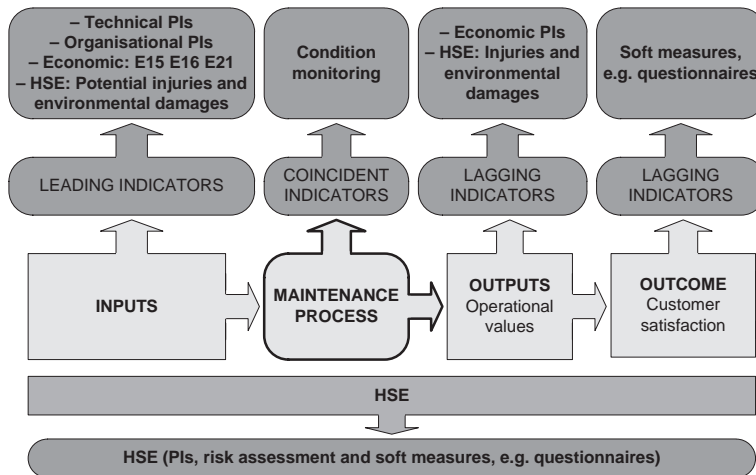 – Technical PIs
– Organisational PIs
– Economic: E15 E16 E21
– HSE: Potential injuries and
environmental damages
Condition
monitoring
– Economic PIs
– HSE: Injuries and
environmental
damages
Soft measures,
e.g. questionnaires
LEADING INDICATORS
COINCIDENT
INDICATORS
LAGGING
INDICATORS
LAGGING
INDICATORS
INPUTS
MAINTENANCE
PROCESS
OUTPUTS
Operational
values
OUTCOME
Customer
satisfaction
HSE
HSE (PIs, risk assessment and soft measures, e.g. questionnaires)